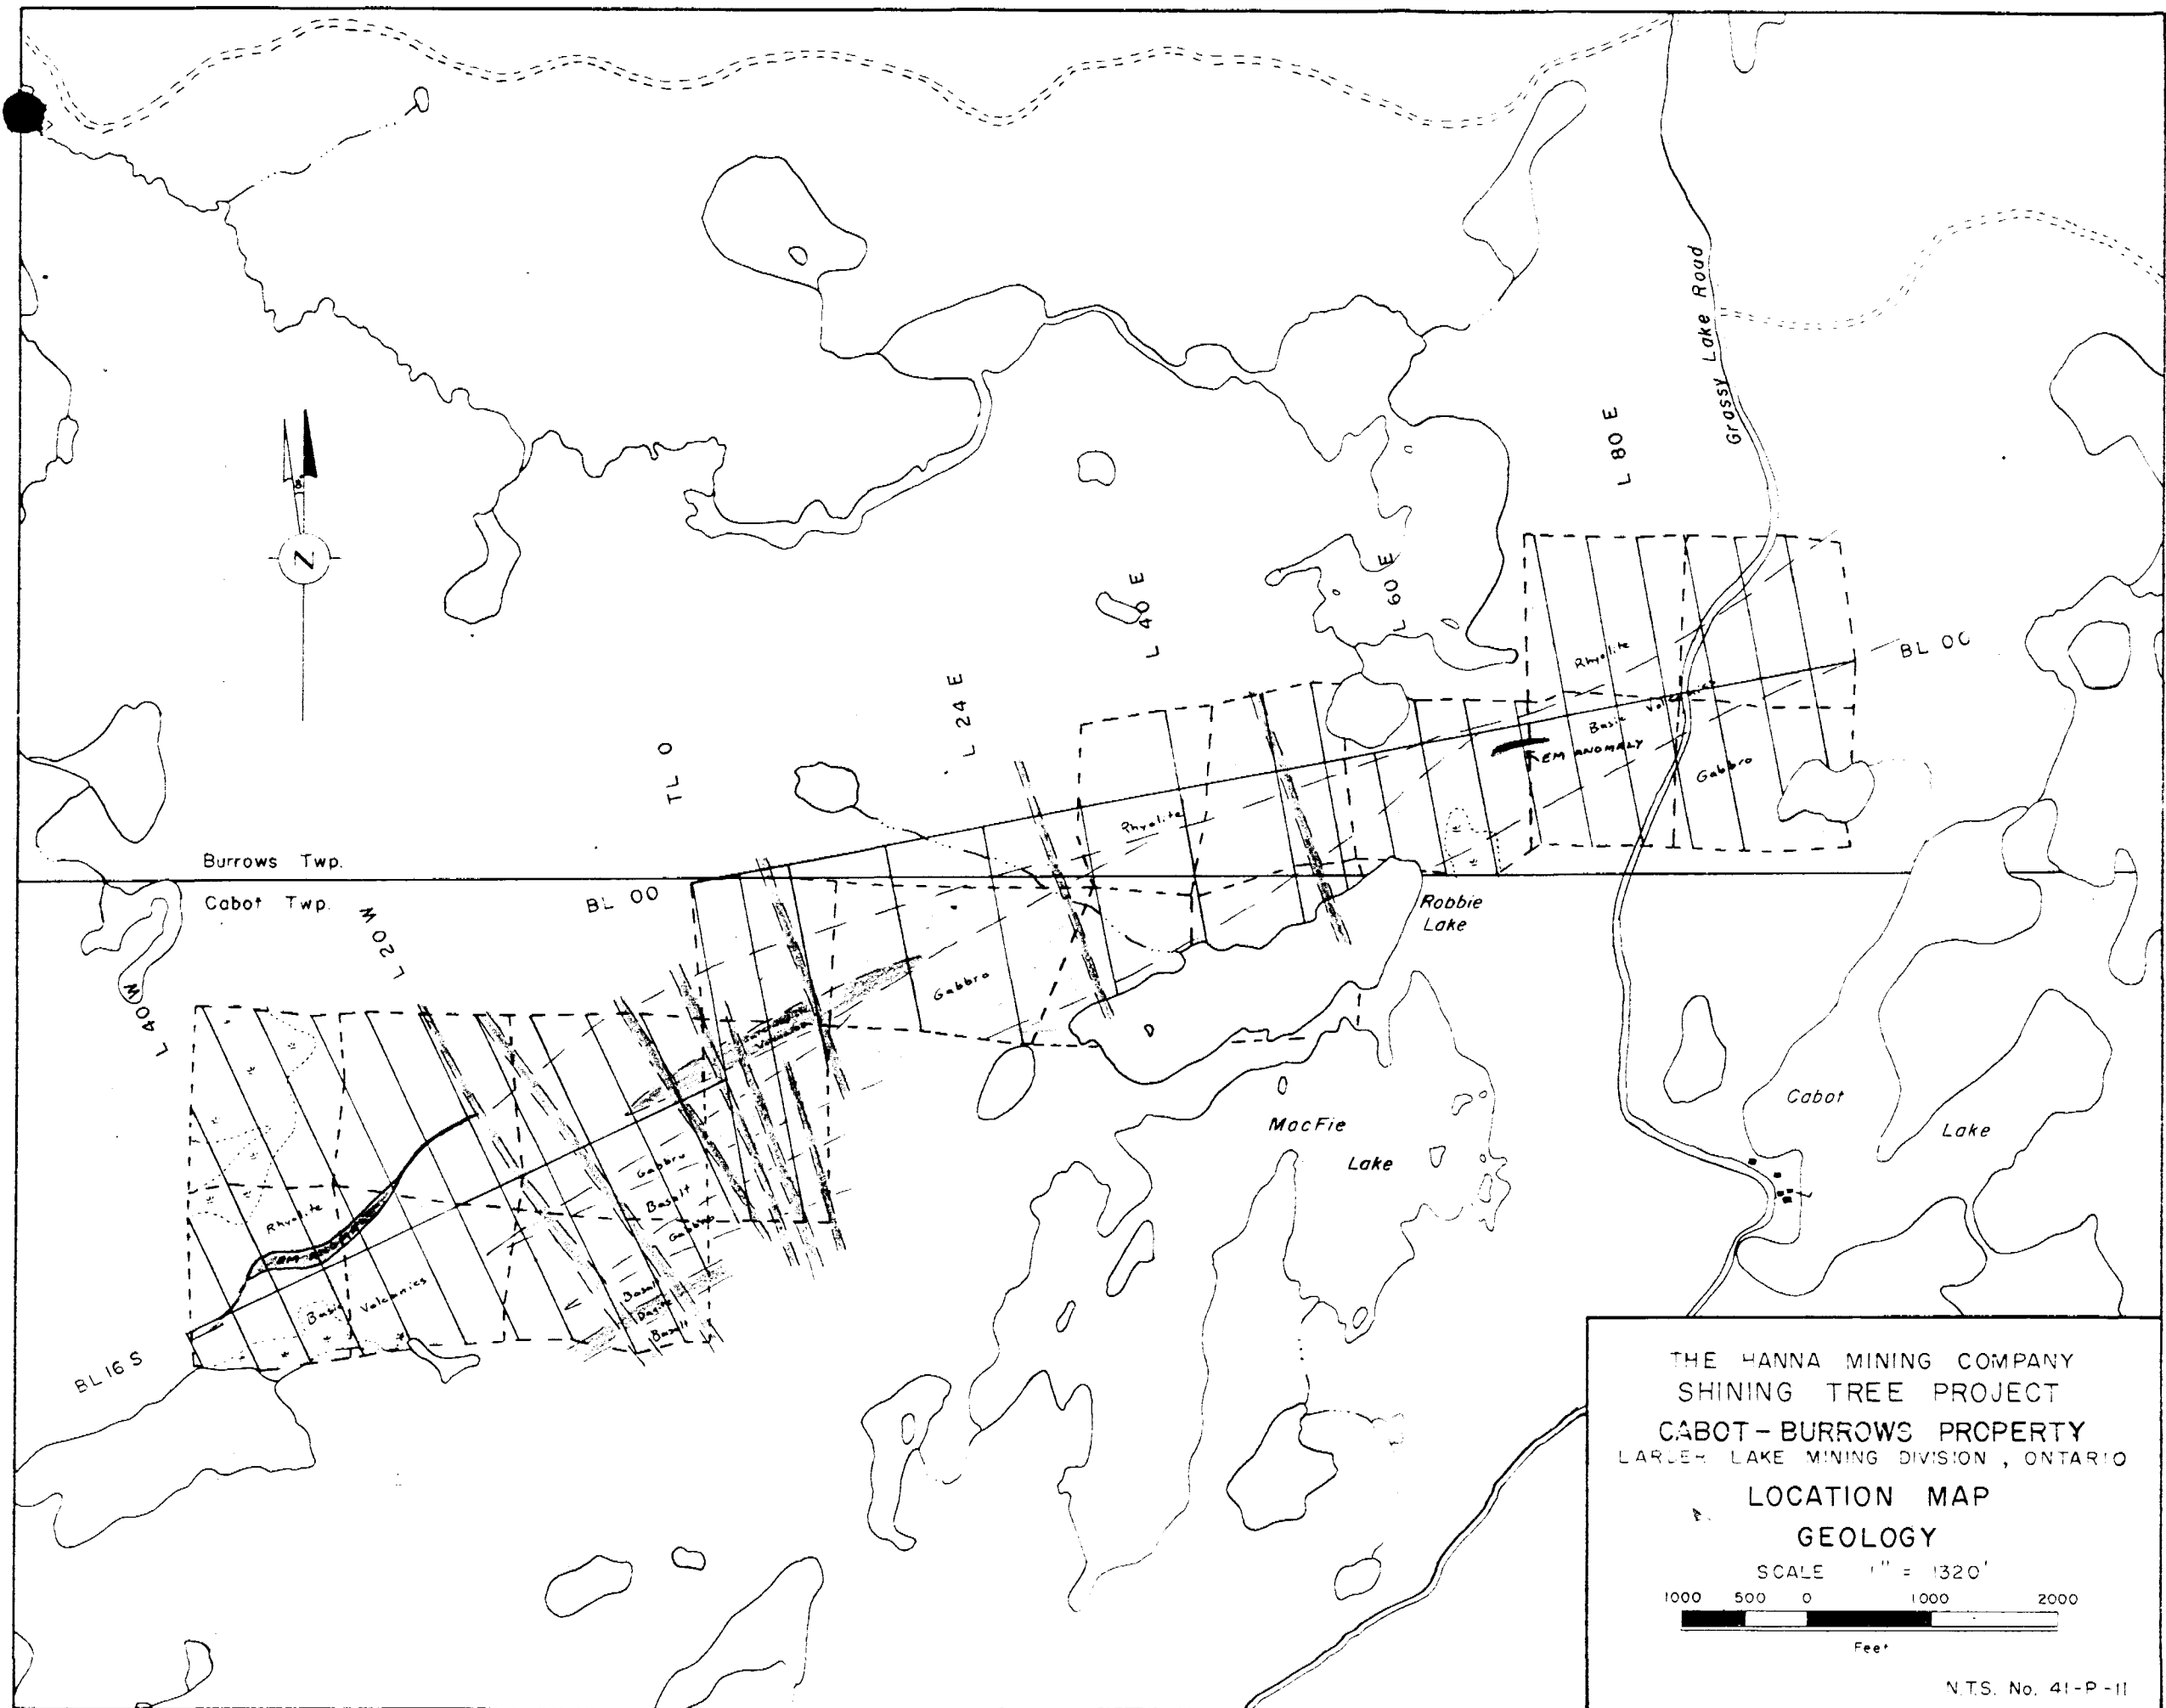 Grassy Lake Road
L 80 E
L 60 E
L 40 E
L 24 E
TL 0
BL 00
Rhyolite
Basic Volcanics
EM ANOMALY
Gabbro
Rhyolite
Burrows Twp.
Cabot Twp.
BL 00
L 20 W
L 40 W
Robbie
Lake
Gabbro
MacFie
Lake
Cabot
Lake
Gabbro
Basalt
Gabbro
Rhyolite
EM
Basic Volcanics
Basalt
Dacite
Basalt
BL 16 S
N
THE HANNA MINING COMPANY
SHINING TREE PROJECT
CABOT-BURROWS PROPERTY
LARDER LAKE MINING DIVISION, ONTARIO
LOCATION MAP
GEOLOGY
SCALE 1" = 1320'
1000 500 0 1000 2000
Feet
N.T.S. No. 41-P-11